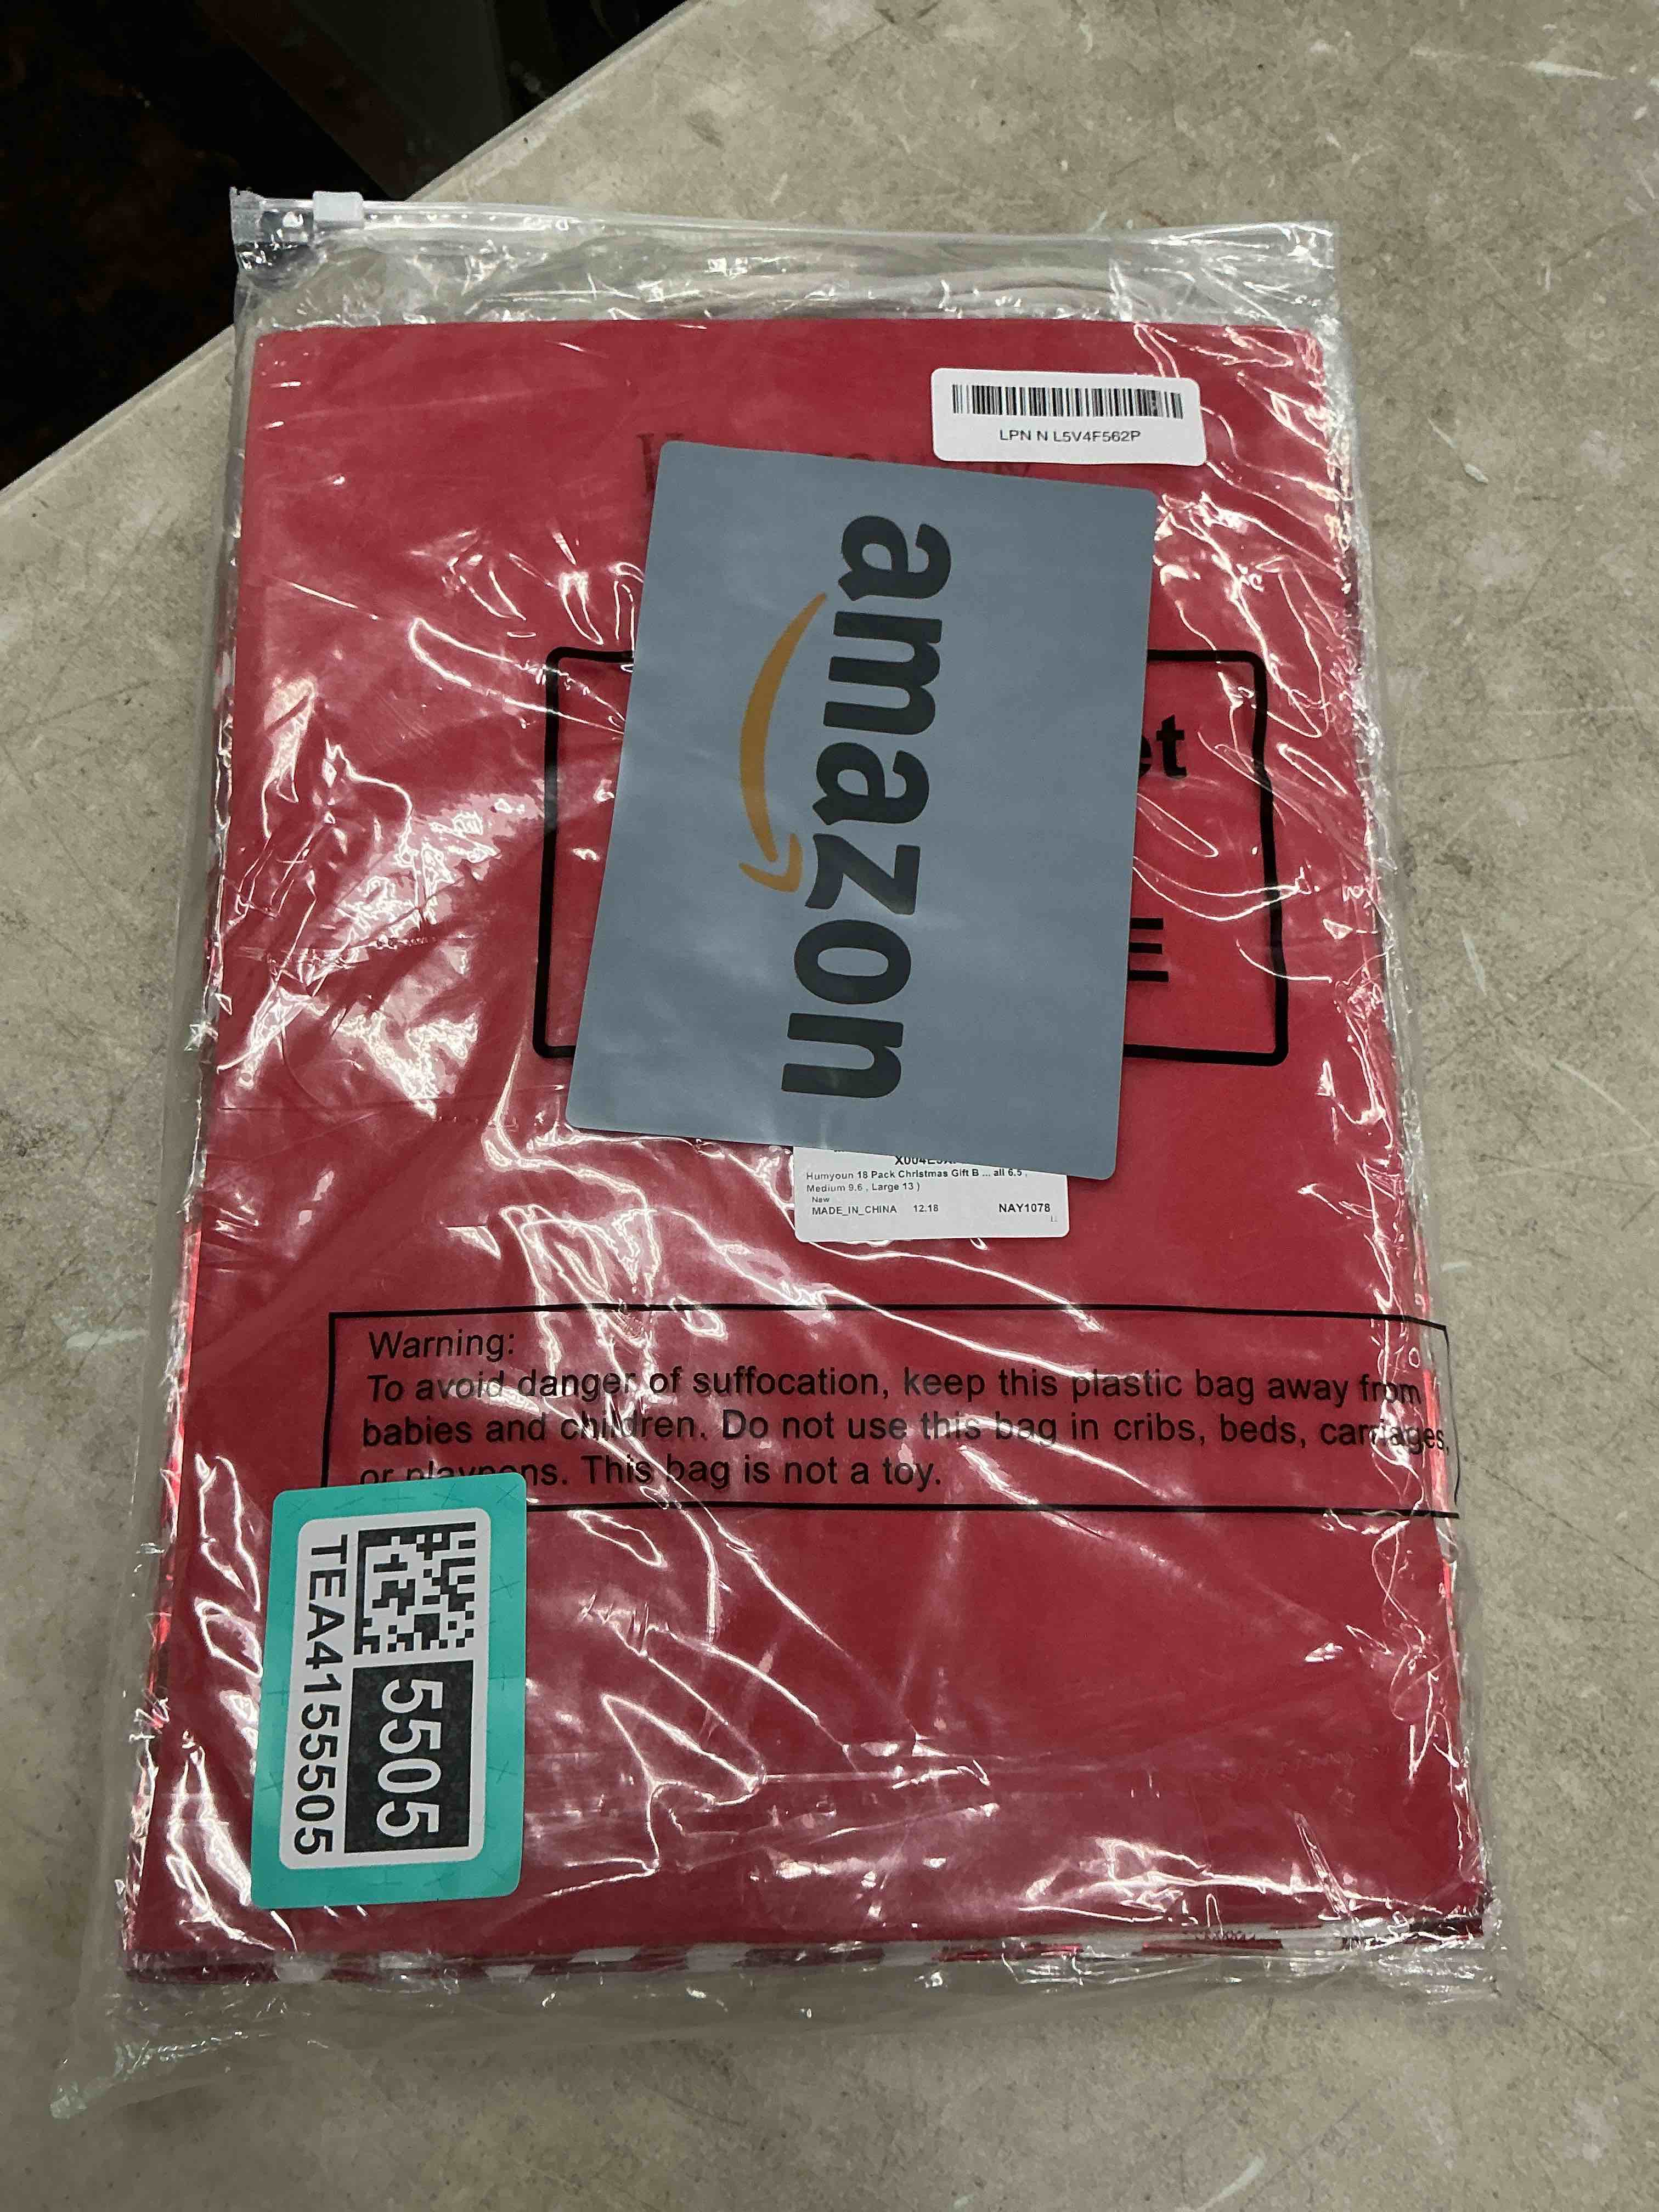 LPN N L5V4F562P
amazon
et
Humyoun 18 Pack Christmas Gift B ... all 6.5 ,
Medium 9.6 , Large 13 )
New
MADE_IN_CHINA 12.18 NAY1078
Warning:
To avoid danger of suffocation, keep this plastic bag away from
babies and children. Do not use this bag in cribs, beds, carriages,
or playpens. This bag is not a toy.
5505
TEA4155505